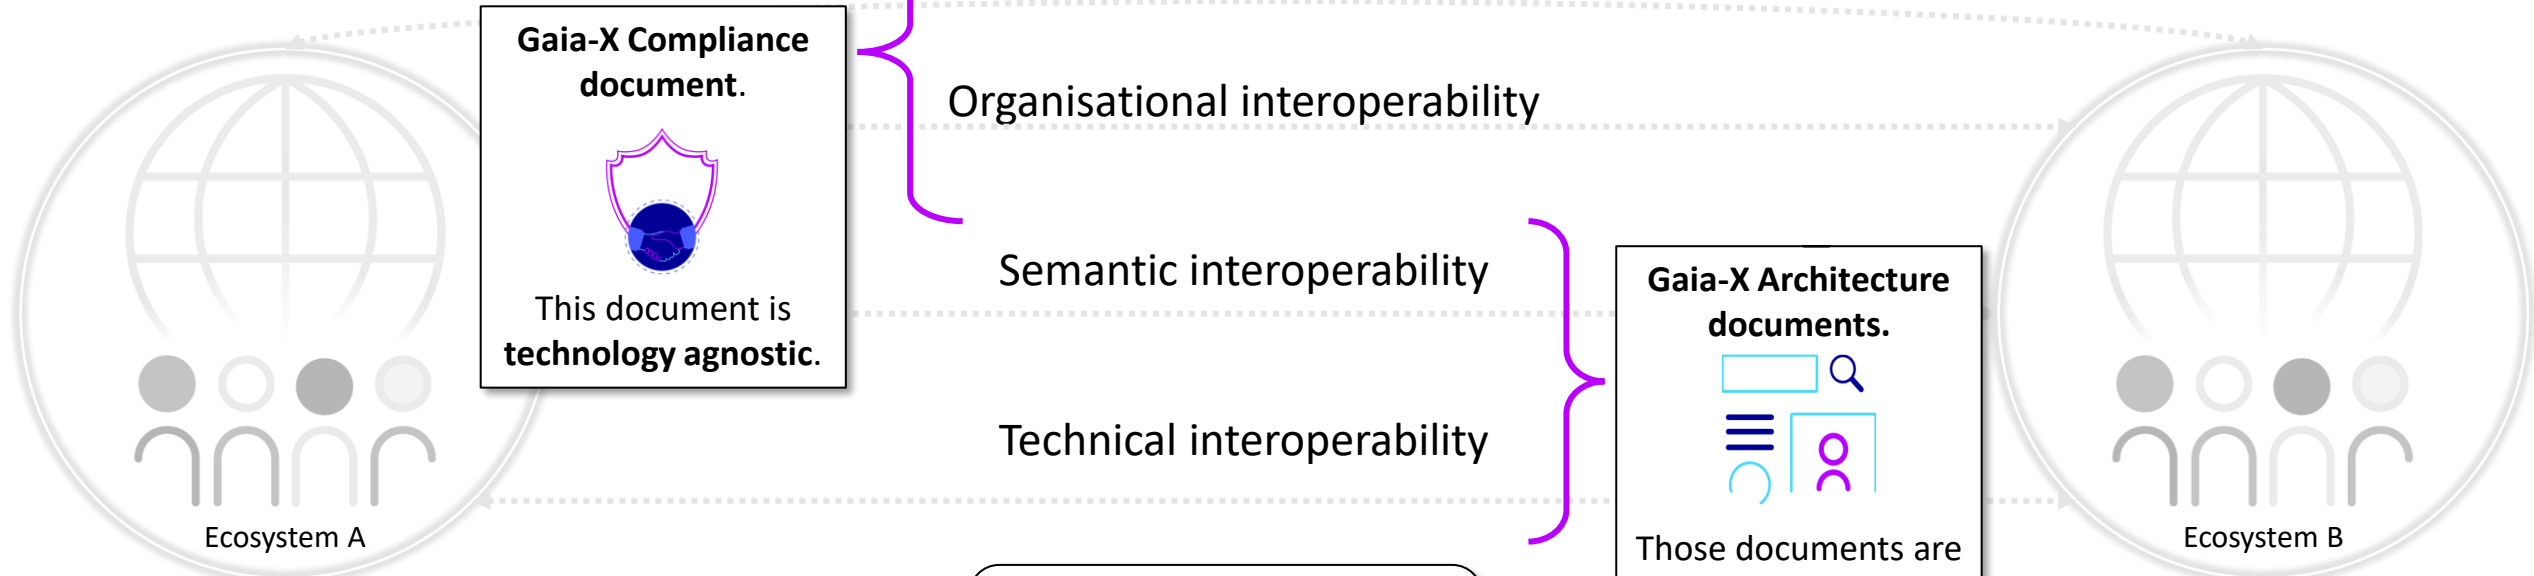 Gaia-X Compliance
document.
This document is
technology agnostic.
Organisational interoperability
Semantic interoperability
Technical interoperability
Gaia-X Architecture
documents.
Those documents are
Ecosystem A
Ecosystem B